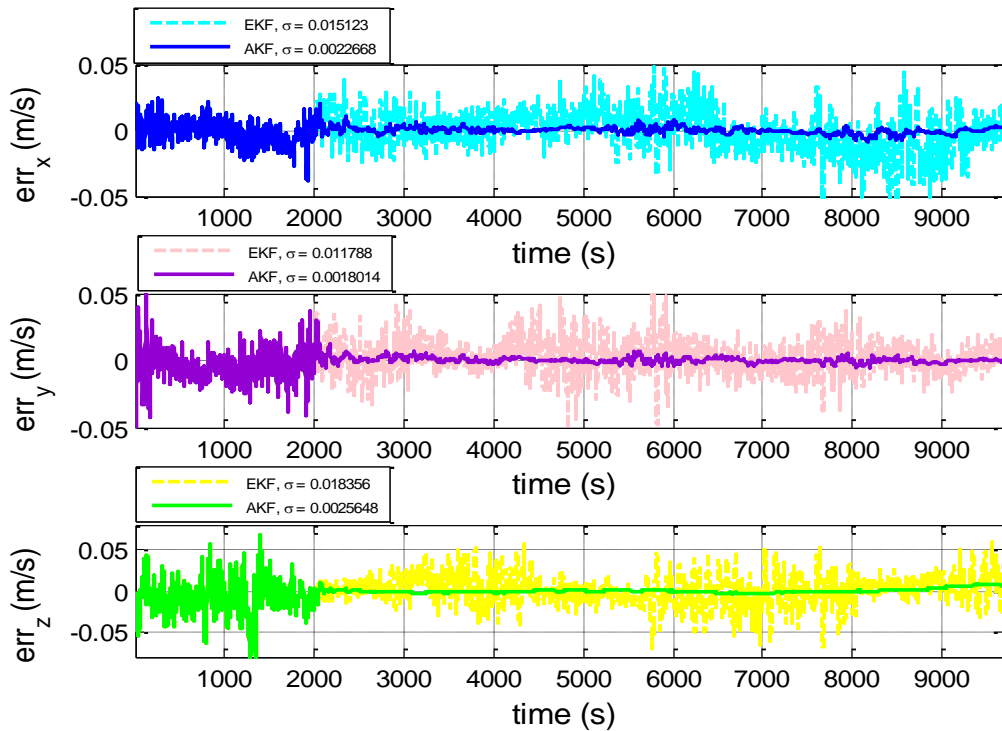 EKF, σ = 0.015123
AKF, σ = 0.0022668
0.05
0
-0.05
err_x (m/s)
1000 2000 3000 4000 5000 6000 7000 8000 9000
time (s)
EKF, σ = 0.011788
AKF, σ = 0.0018014
0.05
0
-0.05
err_y (m/s)
1000 2000 3000 4000 5000 6000 7000 8000 9000
time (s)
EKF, σ = 0.018356
AKF, σ = 0.0025648
0.05
0
-0.05
err_z (m/s)
1000 2000 3000 4000 5000 6000 7000 8000 9000
time (s)